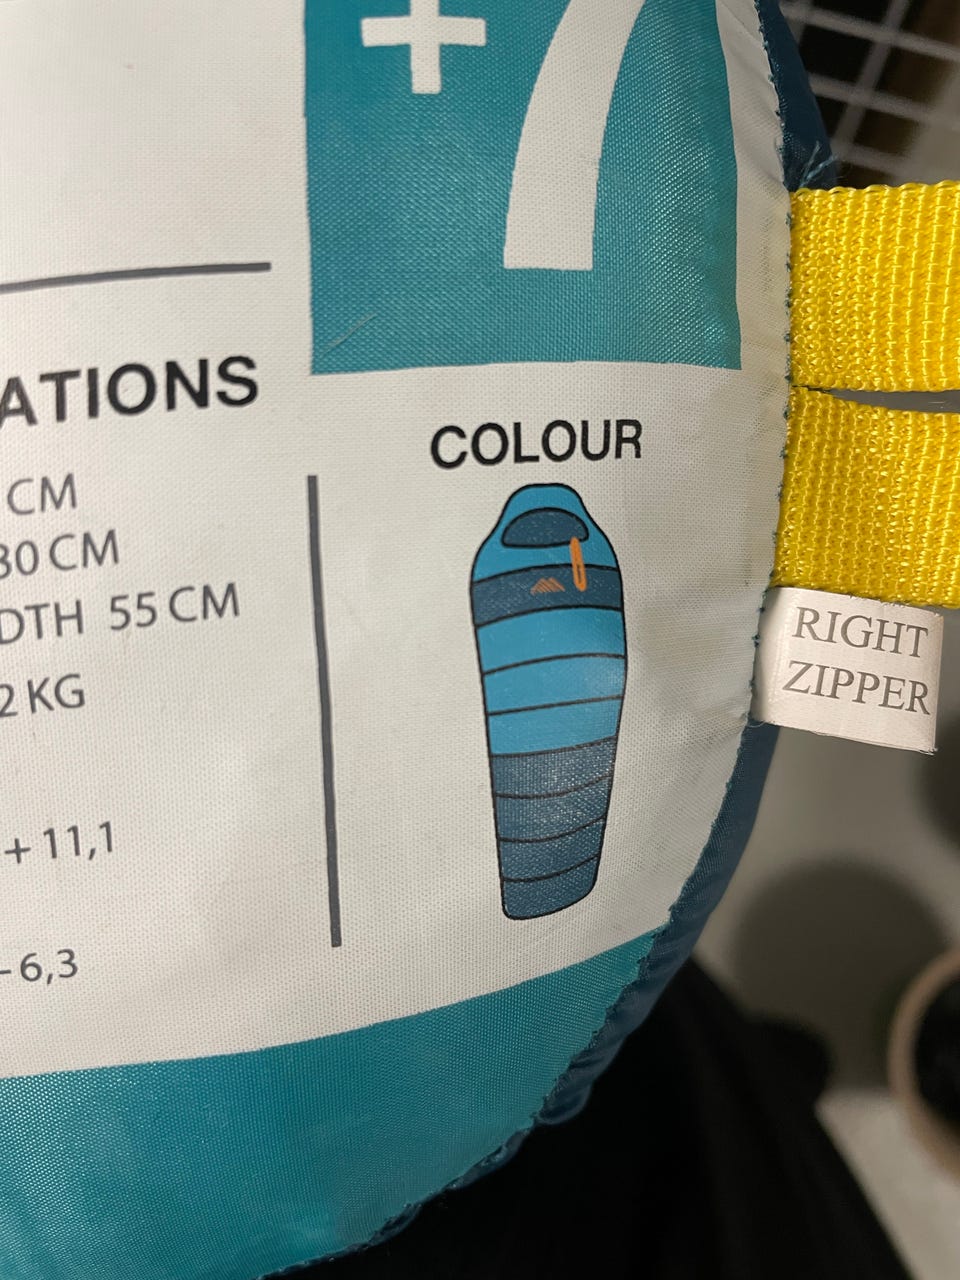 +7
ATIONS
CM
30 CM
DTH 55 CM
2 KG
+ 11,1
- 6,3
COLOUR
RIGHT
ZIPPER